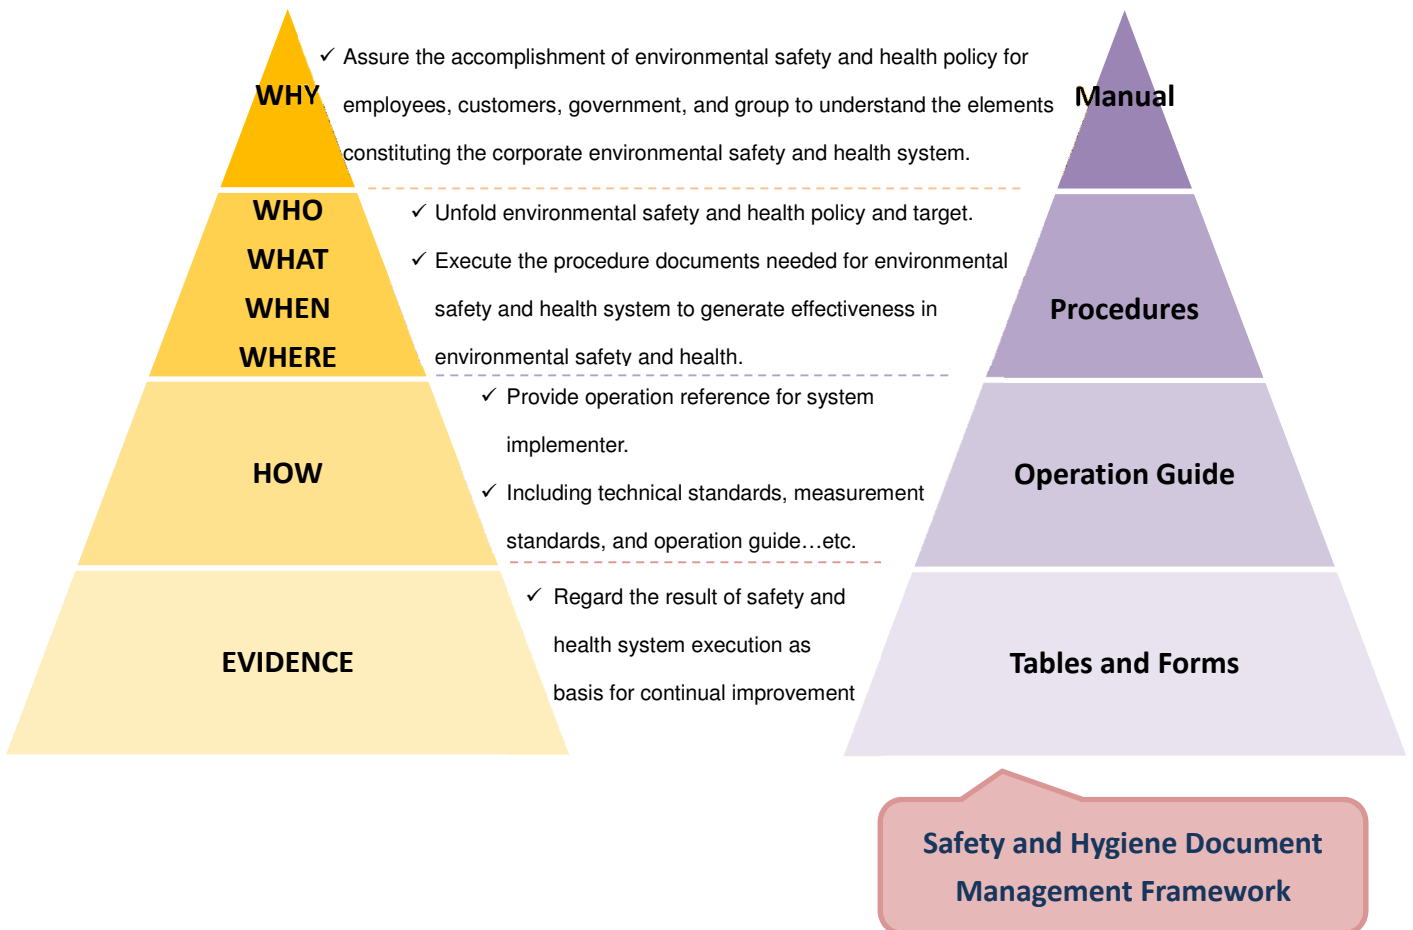 WHY
✓ Assure the accomplishment of environmental safety and health policy for
employees, customers, government, and group to understand the elements
constituting the corporate environmental safety and health system.
Manual
WHO
WHAT
WHEN
WHERE
✓ Unfold environmental safety and health policy and target.
✓ Execute the procedure documents needed for environmental
safety and health system to generate effectiveness in
environmental safety and health.
Procedures
HOW
✓ Provide operation reference for system
implementer.
✓ Including technical standards, measurement
standards, and operation guide…etc.
Operation Guide
EVIDENCE
✓ Regard the result of safety and
health system execution as
basis for continual improvement
Tables and Forms
Safety and Hygiene Document
Management Framework